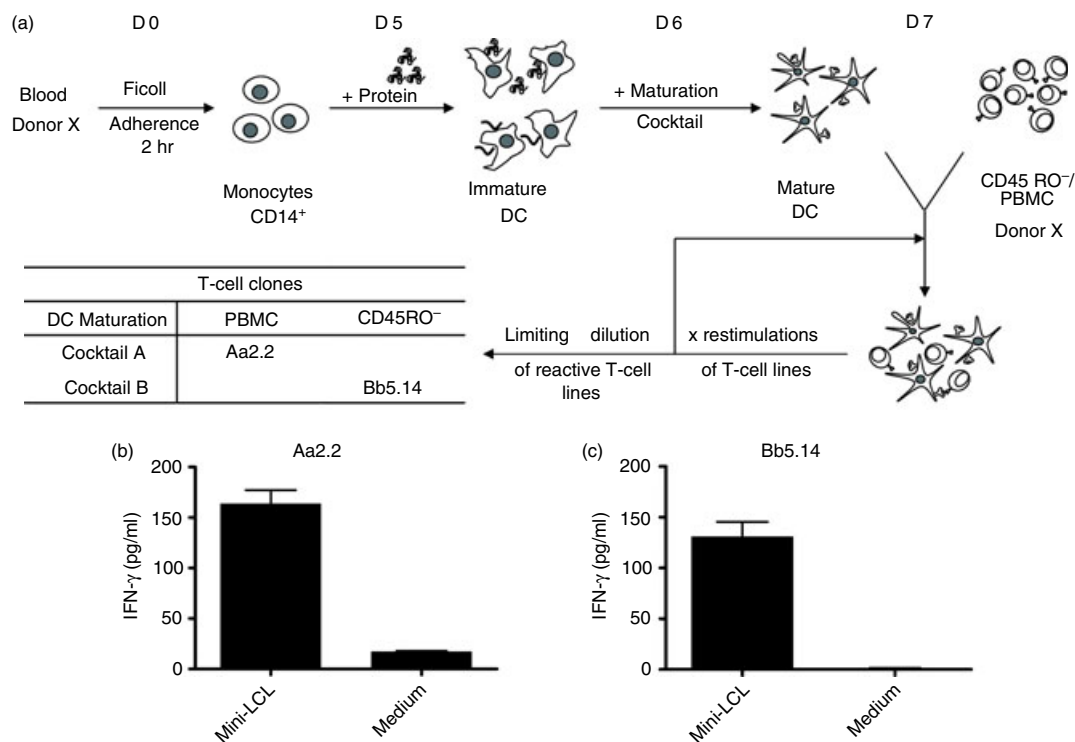 (a)
D 0
D 5
D 6
D 7
Blood
Donor X
Ficoll
Adherence
2 hr
Monocytes
CD14⁺
+ Protein
Immature
DC
+ Maturation
Cocktail
Mature
DC
CD45 RO⁻/
PBMC
Donor X
T-cell clones
DC Maturation PBMC CD45RO⁻
Cocktail A Aa2.2
Cocktail B Bb5.14
Limiting dilution
of reactive T-cell
lines
x restimulations
of T-cell lines
(b)
Aa2.2
IFN-γ (pg/ml)
200
150
100
50
0
Mini-LCL
Medium
(c)
Bb5.14
IFN-γ (pg/ml)
200
150
100
50
0
Mini-LCL
Medium